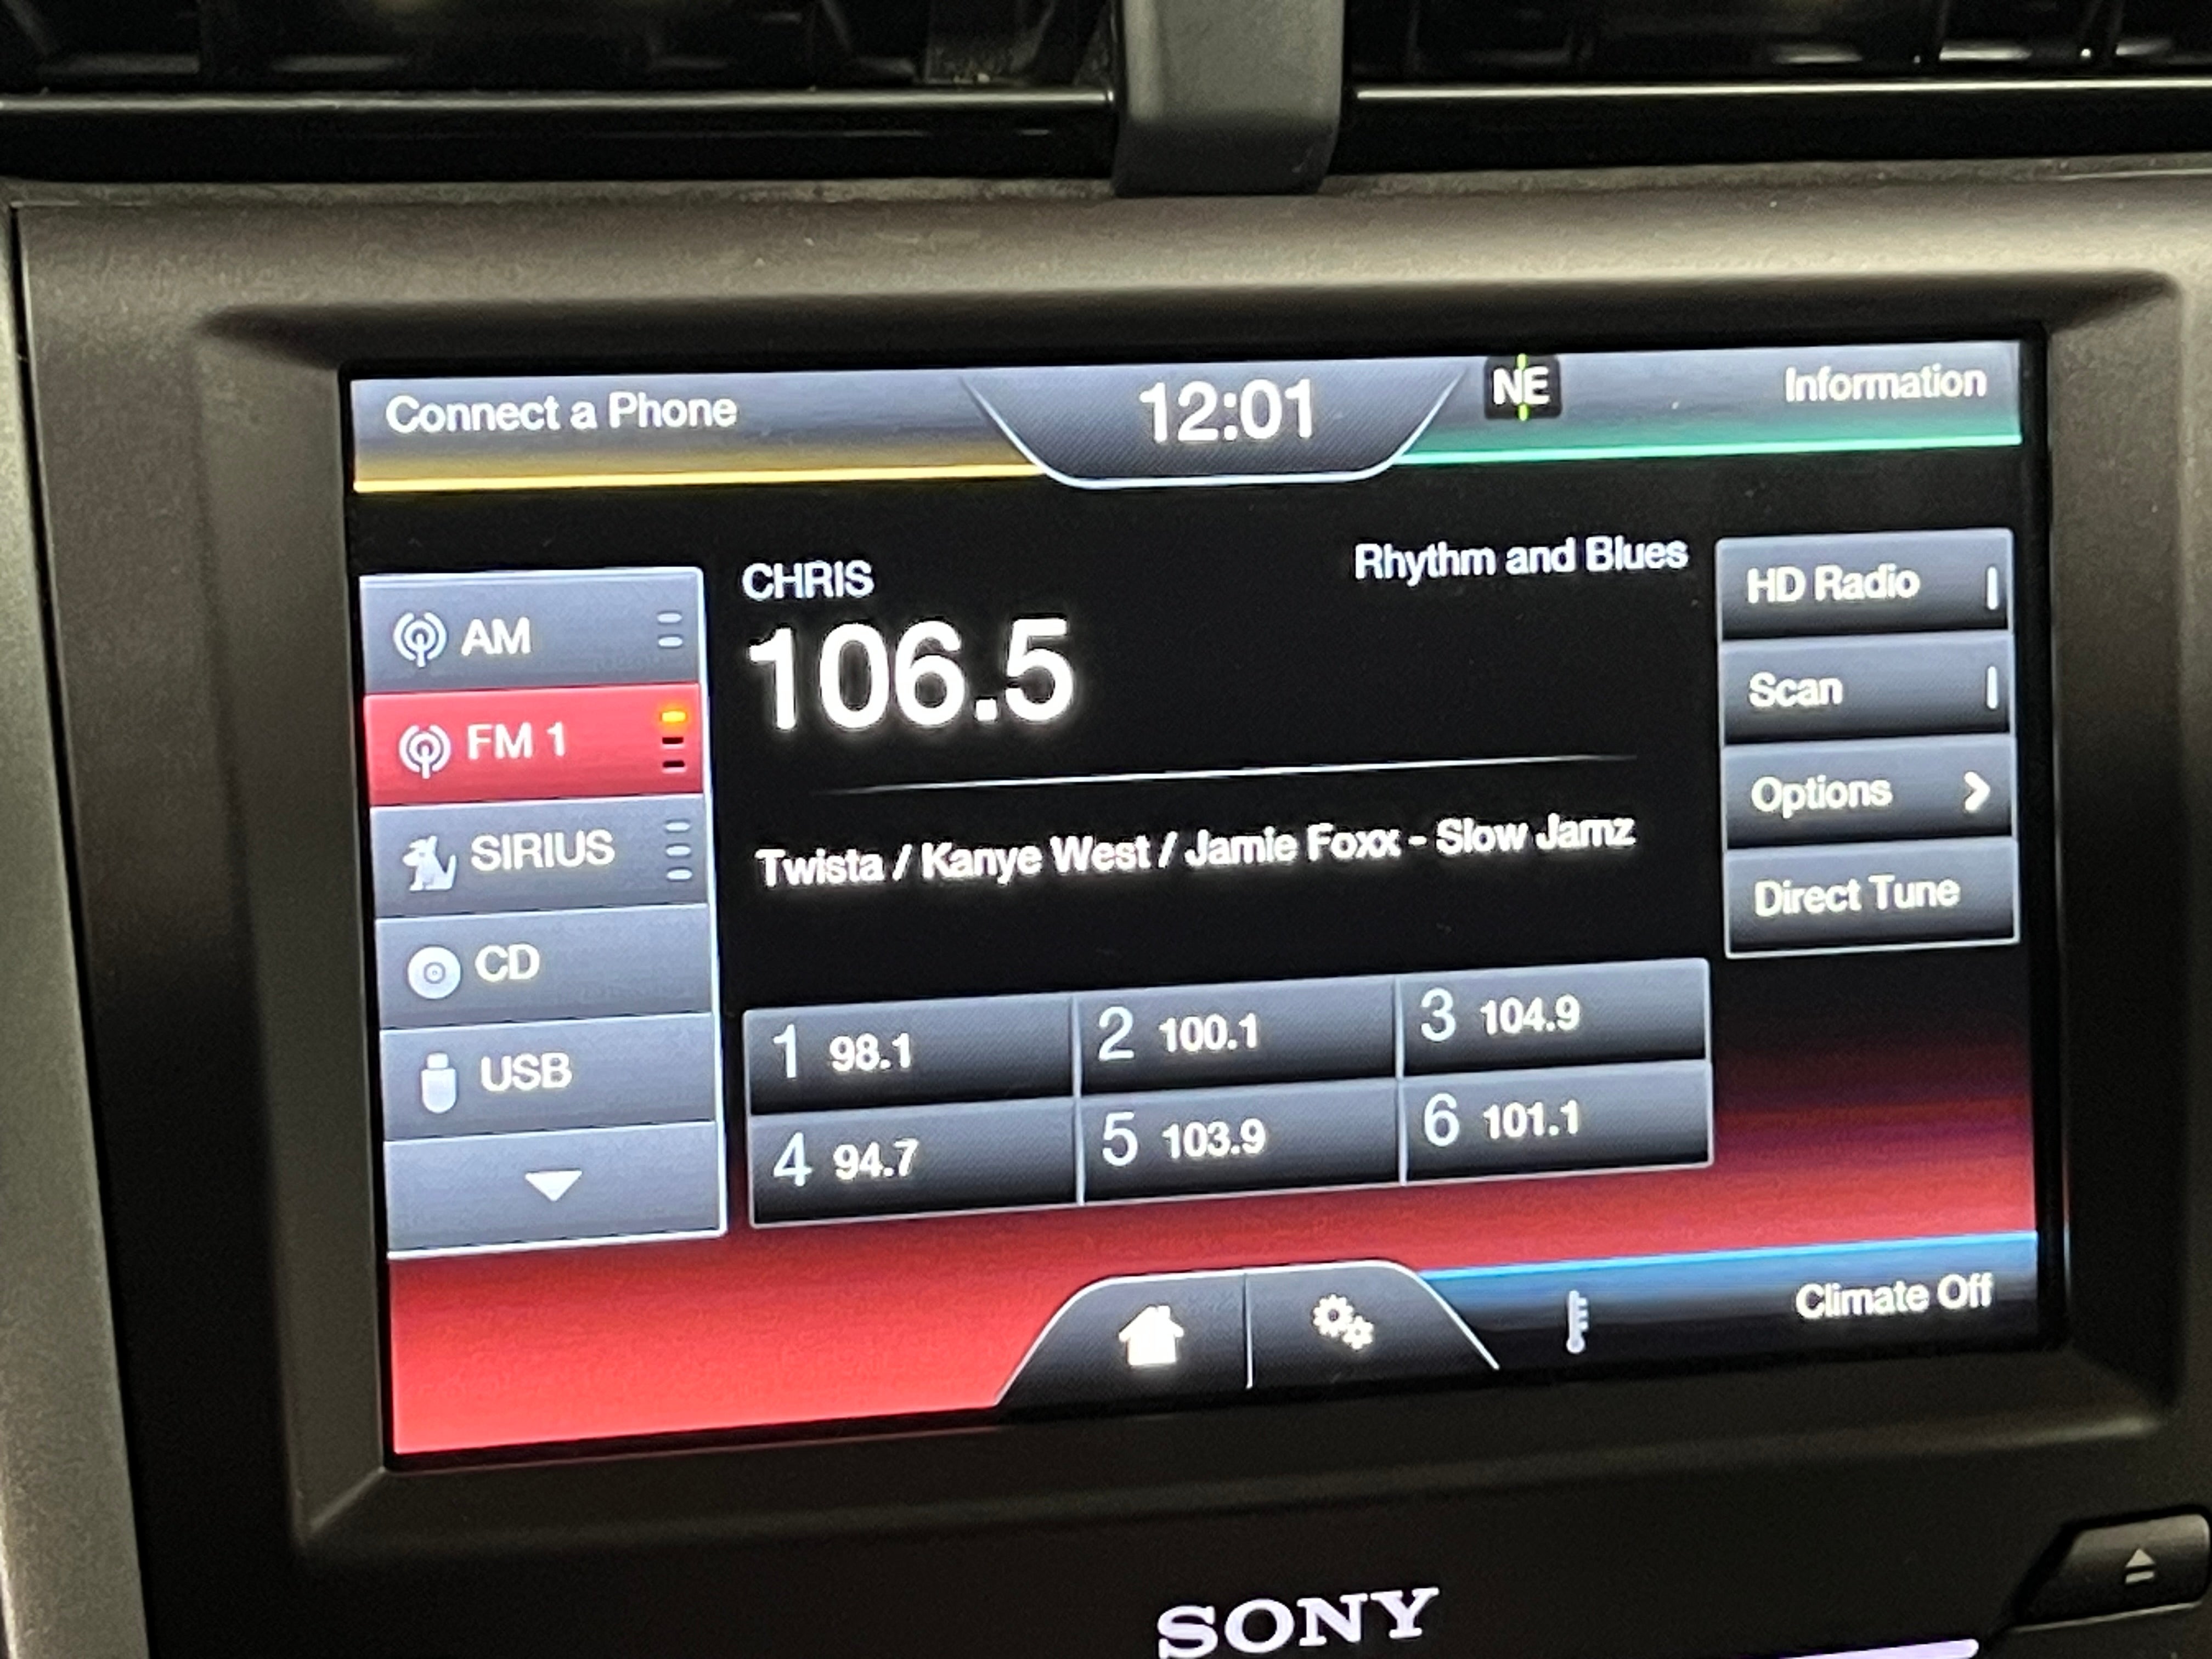 Connect a Phone
12:01
NE
Information
CHRIS
Rhythm and Blues
106.5
Twista / Kanye West / Jamie Foxx - Slow Jamz
AM
FM 1
SIRIUS
CD
USB
HD Radio
Scan
Options
Direct Tune
1 98.1
2 100.1
3 104.9
4 94.7
5 103.9
6 101.1
Climate Off
SONY